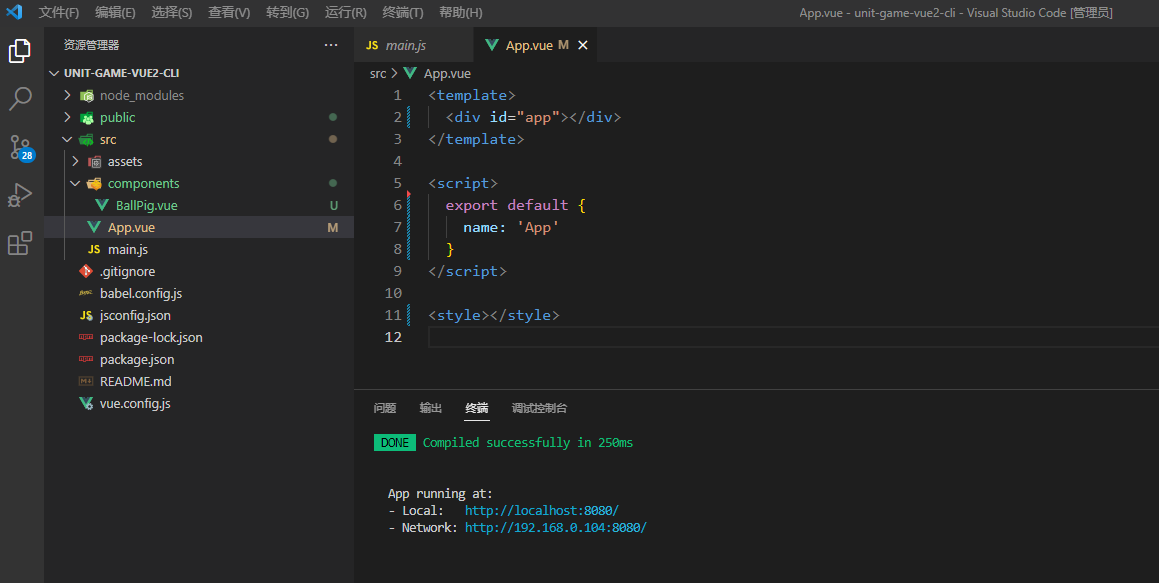 文件(F) 编辑(E) 选择(S) 查看(V) 转到(G) 运行(R) 终端(T) 帮助(H) App.vue - unit-game-vue2-cli - Visual Studio Code [管理员]
资源管理器 ···
UNIT-GAME-VUE2-CLI
node_modules
public
src
assets
components
BallPig.vue U
App.vue M
main.js
.gitignore
babel.config.js
jsconfig.json
package-lock.json
package.json
README.md
vue.config.js
28
JS main.js App.vue M
src > App.vue
1 <template>
2 <div id="app"></div>
3 </template>
4
5 <script>
6 export default {
7 name: 'App'
8 }
9 </script>
10
11 <style></style>
12
问题 输出 终端 调试控制台
DONE Compiled successfully in 250ms
App running at:
- Local: http://localhost:8080/
- Network: http://192.168.0.104:8080/